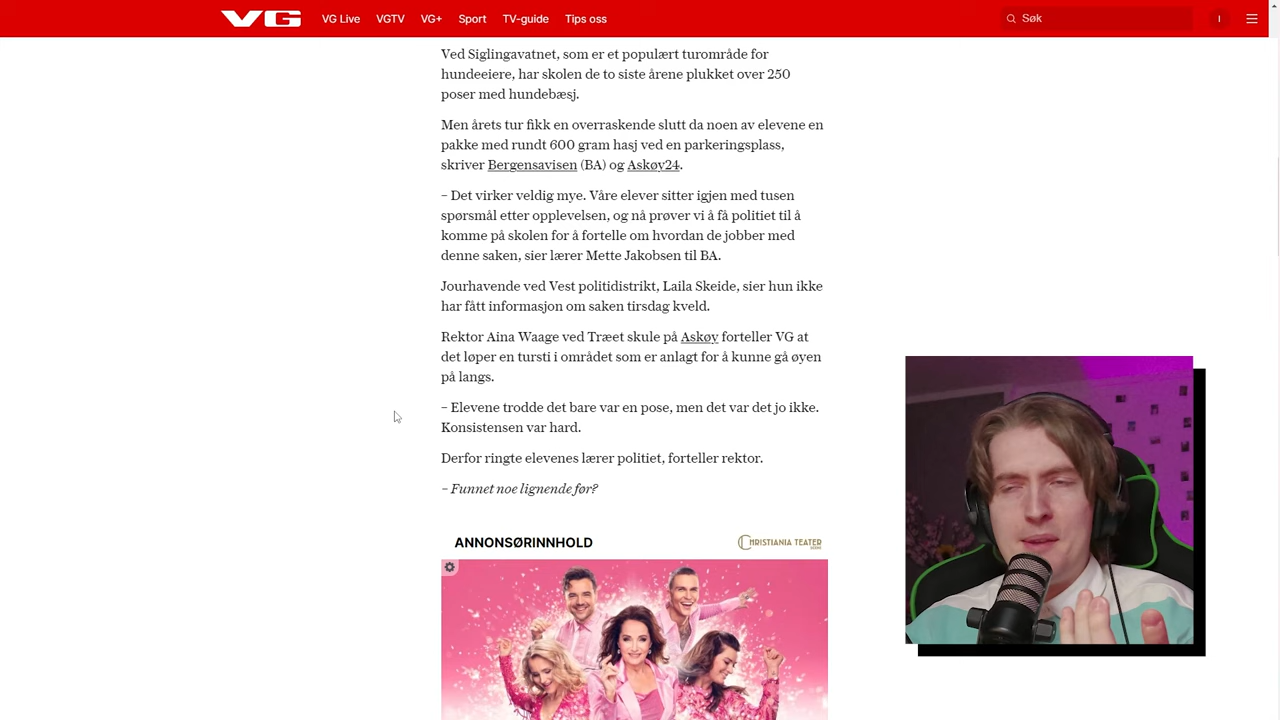 VG
VG Live
VGTV
VG+
Sport
TV-guide
Tips oss
Søk
I
Ved Siglingavatnet, som er et populært turområde for
hundeeiere, har skolen de to siste årene plukket over 250
poser med hundebæsj.
Men årets tur fikk en overraskende slutt da noen av elevene en
pakke med rundt 600 gram hasj ved en parkeringsplass,
skriver Bergensavisen (BA) og Askøy24.
– Det virker veldig mye. Våre elever sitter igjen med tusen
spørsmål etter opplevelsen, og nå prøver vi å få politiet til å
komme på skolen for å fortelle om hvordan de jobber med
denne saken, sier lærer Mette Jakobsen til BA.
Jourhavende ved Vest politidistrikt, Laila Skeide, sier hun ikke
har fått informasjon om saken tirsdag kveld.
Rektor Aina Waage ved Træet skule på Askøy forteller VG at
det løper en tursti i området som er anlagt for å kunne gå øyen
på langs.
– Elevene trodde det bare var en pose, men det var det jo ikke.
Konsistensen var hard.
Derfor ringte elevenes lærer politiet, forteller rektor.
– Funnet noe lignende før?
ANNONSØRINNHOLD
CHRISTIANIA TEATER